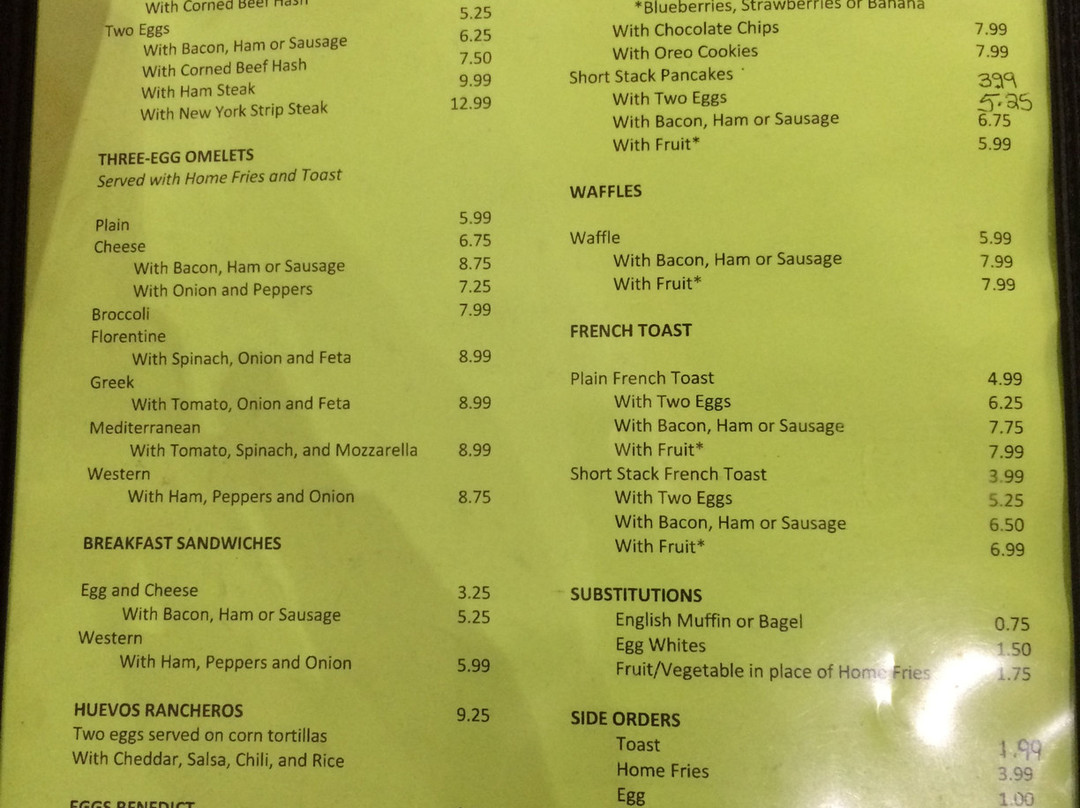 With Corned Beef Hash
Two Eggs 5.25
With Bacon, Ham or Sausage 6.25
With Corned Beef Hash 7.50
With Ham Steak 9.99
With New York Strip Steak 12.99
THREE-EGG OMELETS
Served with Home Fries and Toast
Plain 5.99
Cheese 6.75
With Bacon, Ham or Sausage 8.75
With Onion and Peppers 7.25
Broccoli 7.99
Florentine
With Spinach, Onion and Feta 8.99
Greek
With Tomato, Onion and Feta 8.99
Mediterranean
With Tomato, Spinach, and Mozzarella 8.99
Western
With Ham, Peppers and Onion 8.75
BREAKFAST SANDWICHES
Egg and Cheese 3.25
With Bacon, Ham or Sausage 5.25
Western
With Ham, Peppers and Onion 5.99
HUEVOS RANCHEROS 9.25
Two eggs served on corn tortillas
With Cheddar, Salsa, Chili, and Rice
EGGS BENEDICT
*Blueberries, Strawberries or Banana
With Chocolate Chips 7.99
With Oreo Cookies 7.99
Short Stack Pancakes 399
With Two Eggs 5.25
With Bacon, Ham or Sausage 6.75
With Fruit* 5.99
WAFFLES
Waffle 5.99
With Bacon, Ham or Sausage 7.99
With Fruit* 7.99
FRENCH TOAST
Plain French Toast 4.99
With Two Eggs 6.25
With Bacon, Ham or Sausage 7.75
With Fruit* 7.99
Short Stack French Toast 3.99
With Two Eggs 5.25
With Bacon, Ham or Sausage 6.50
With Fruit* 6.99
SUBSTITUTIONS
English Muffin or Bagel 0.75
Egg Whites 1.50
Fruit/Vegetable in place of Home Fries 1.75
SIDE ORDERS
Toast 1.99
Home Fries 3.99
Egg 1.00